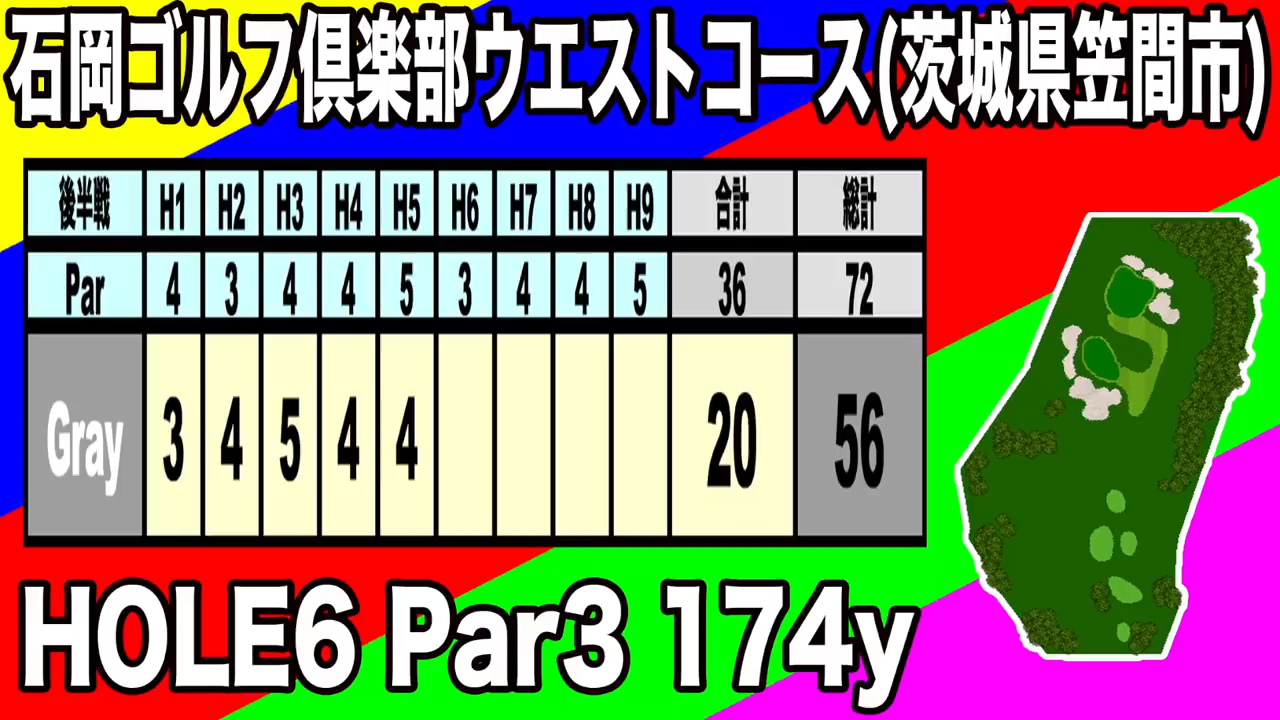 石岡ゴルフ倶楽部ウエストコース(茨城県笠間市)
後半戦 H1 H2 H3 H4 H5 H6 H7 H8 H9 合計 総計
Par 4 3 4 4 5 3 4 4 5 36 72
Gray 3 4 5 4 4 20 56
HOLE6 Par3 174y